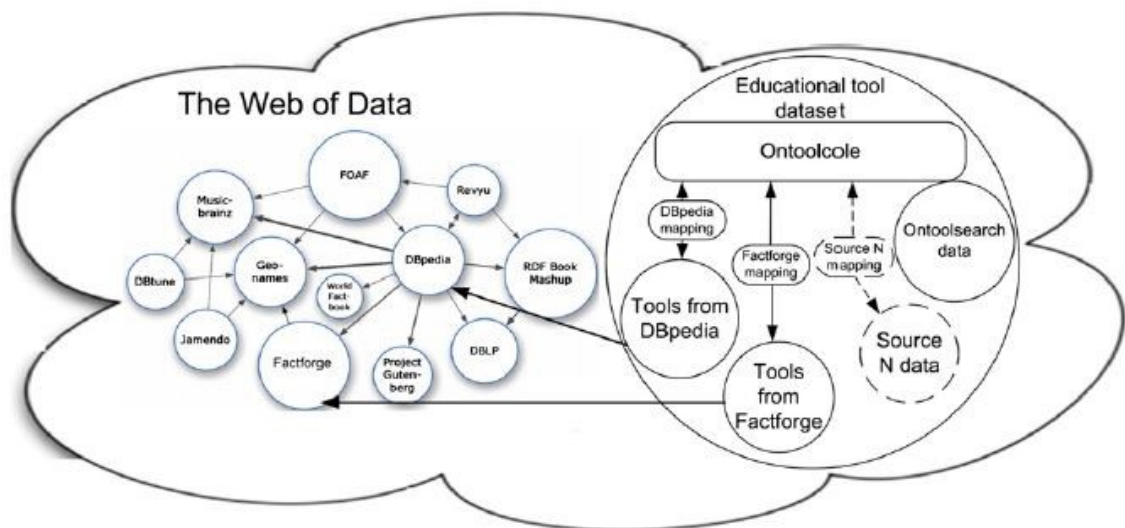 The Web of Data
FOAF
Revyu
Music-
brainz
DBpedia
RDF Book
Mashup
Geo-
names
DBtune
World
Fact-
book
Jamendo
Factforge
Project
Guten-
berg
DBLP
Educational tool
dataset
Ontoolcole
DBpedia
mapping
Factforge
mapping
Source N
mapping
Ontoolsearch
data
Tools from
DBpedia
Tools
from
Factforge
Source
N data